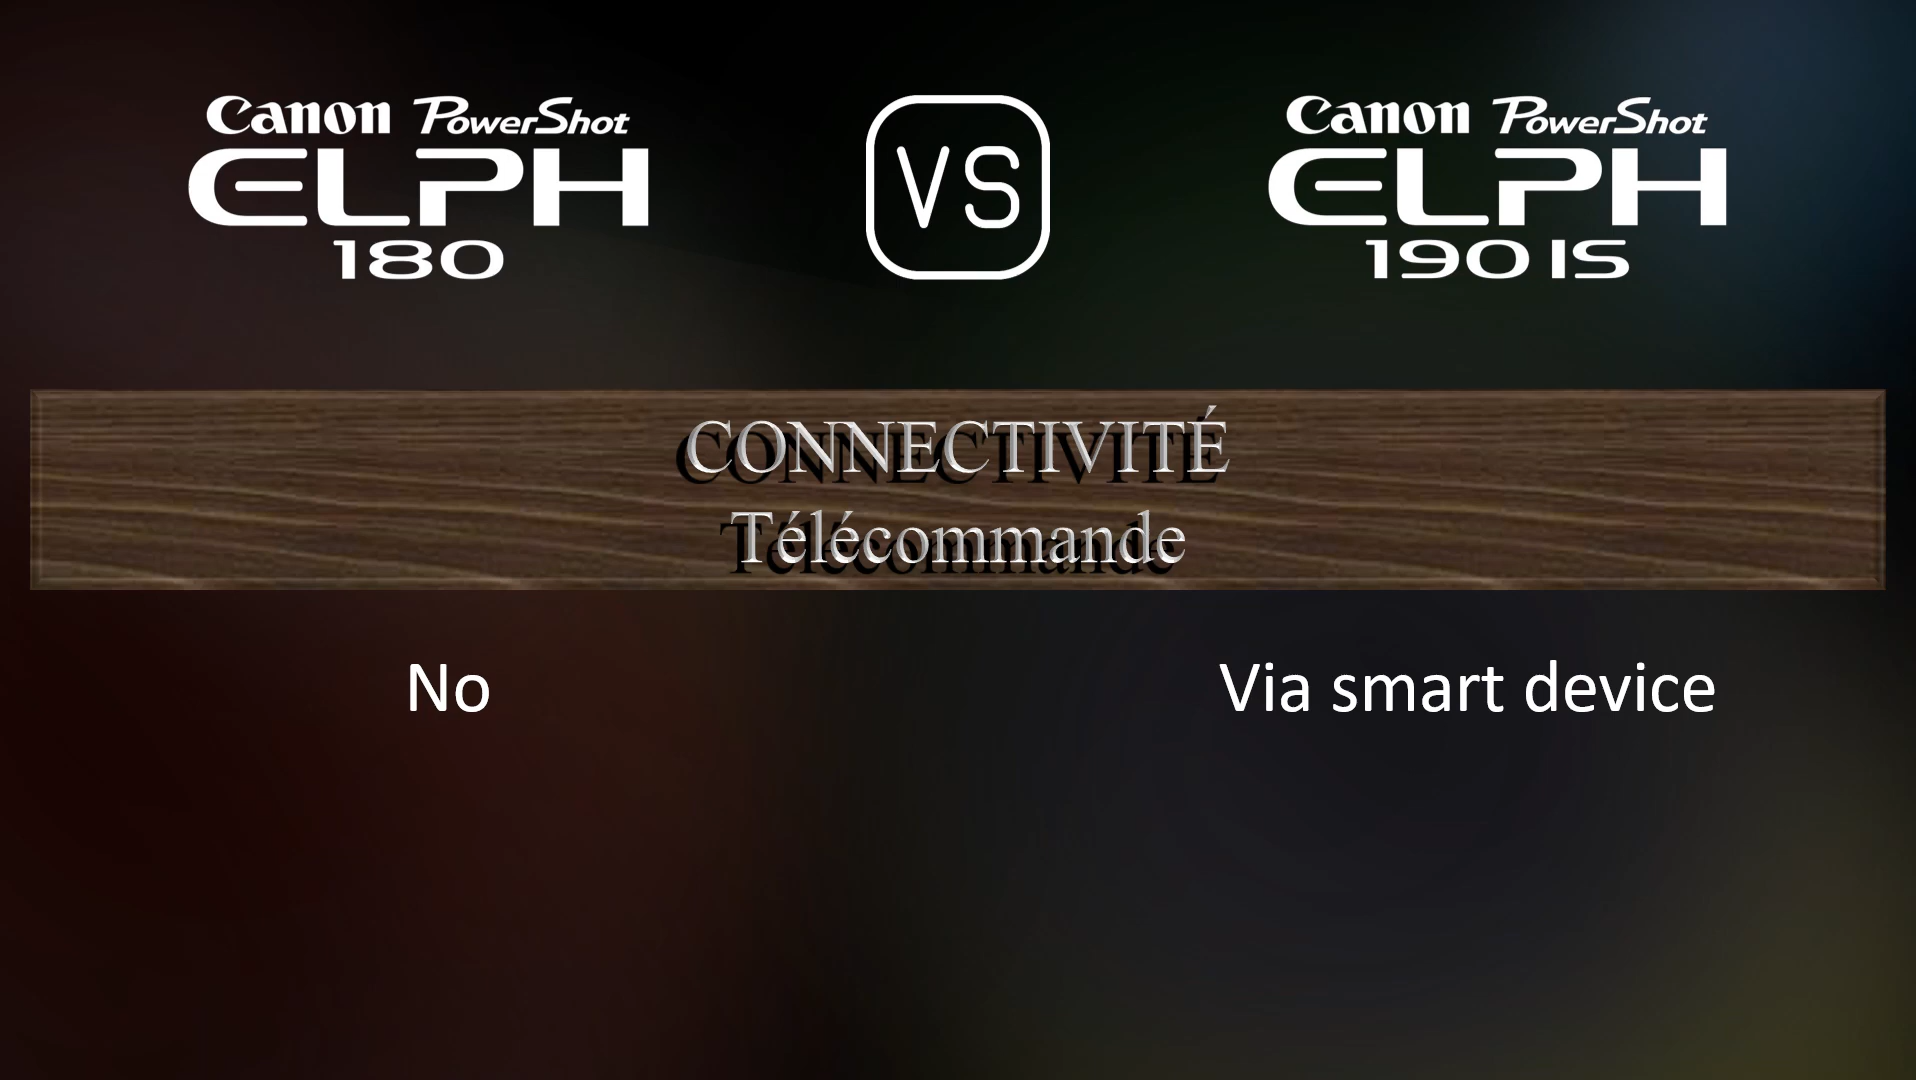 Canon PowerShot
ELPH
180
VS
Canon PowerShot
ELPH
190 IS
CONNECTIVITÉ
Télécommande
No
Via smart device